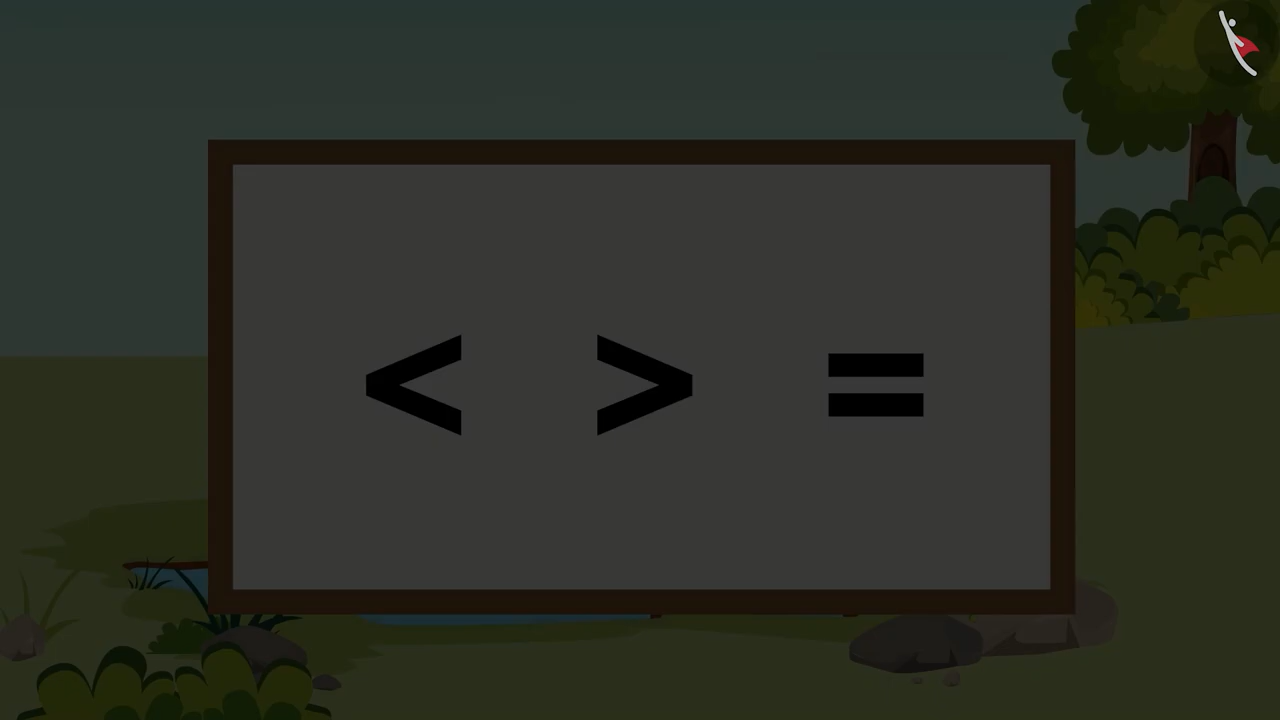 < > =